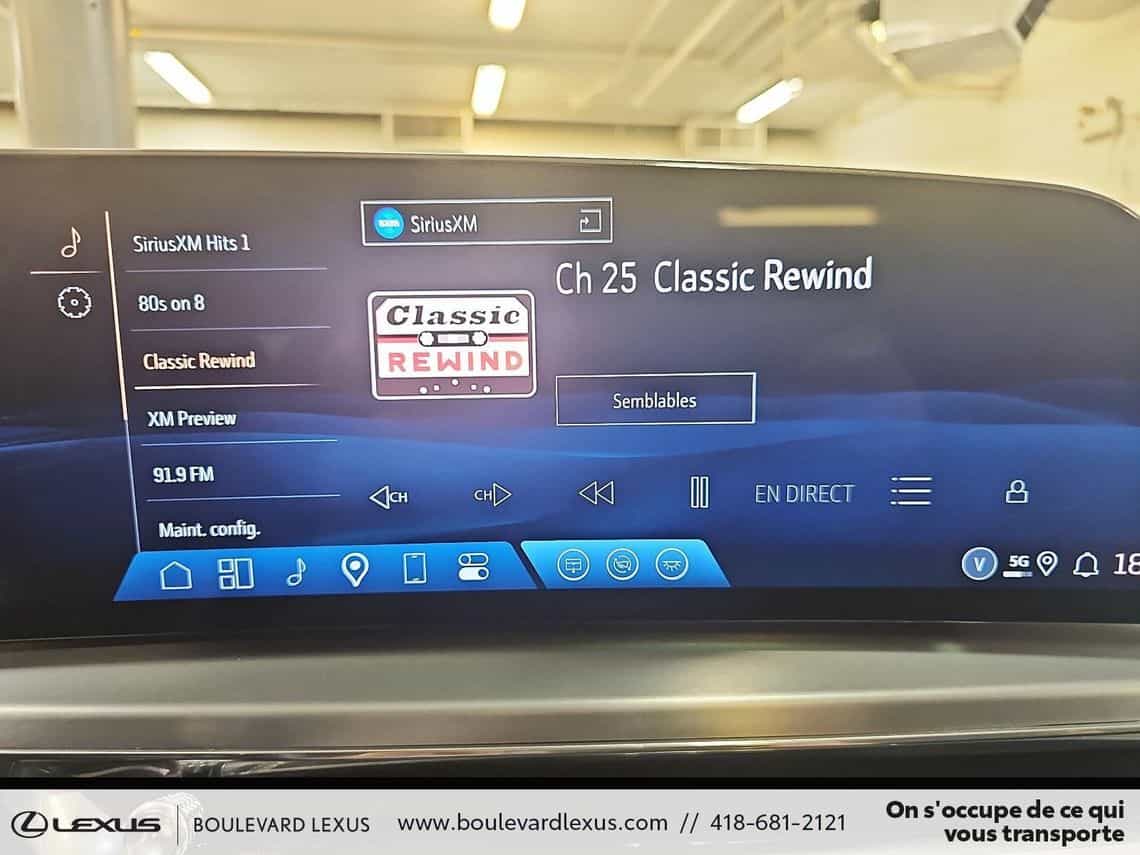 SiriusXM Hits 1
80s on 8
Classic Rewind
XM Preview
91.9 FM
Maint. config.
SiriusXM
Ch 25 Classic Rewind
Classic
REWIND
Semblables
CH
CH
EN DIRECT
V
5G
18
LEXUS
BOULEVARD LEXUS
www.boulevardlexus.com // 418-681-2121
On s'occupe de ce qui
vous transporte